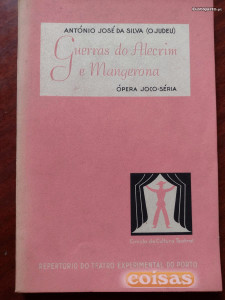 ANTÓNIO JOSÉ DA SILVA (O JUDEU)
Guerras do Alecrim
e Mangerona
ÓPERA JOCO-SÉRIA
REPERTÓRIO DO TEATRO EXPERIMENTAL DO PORTO
coisas